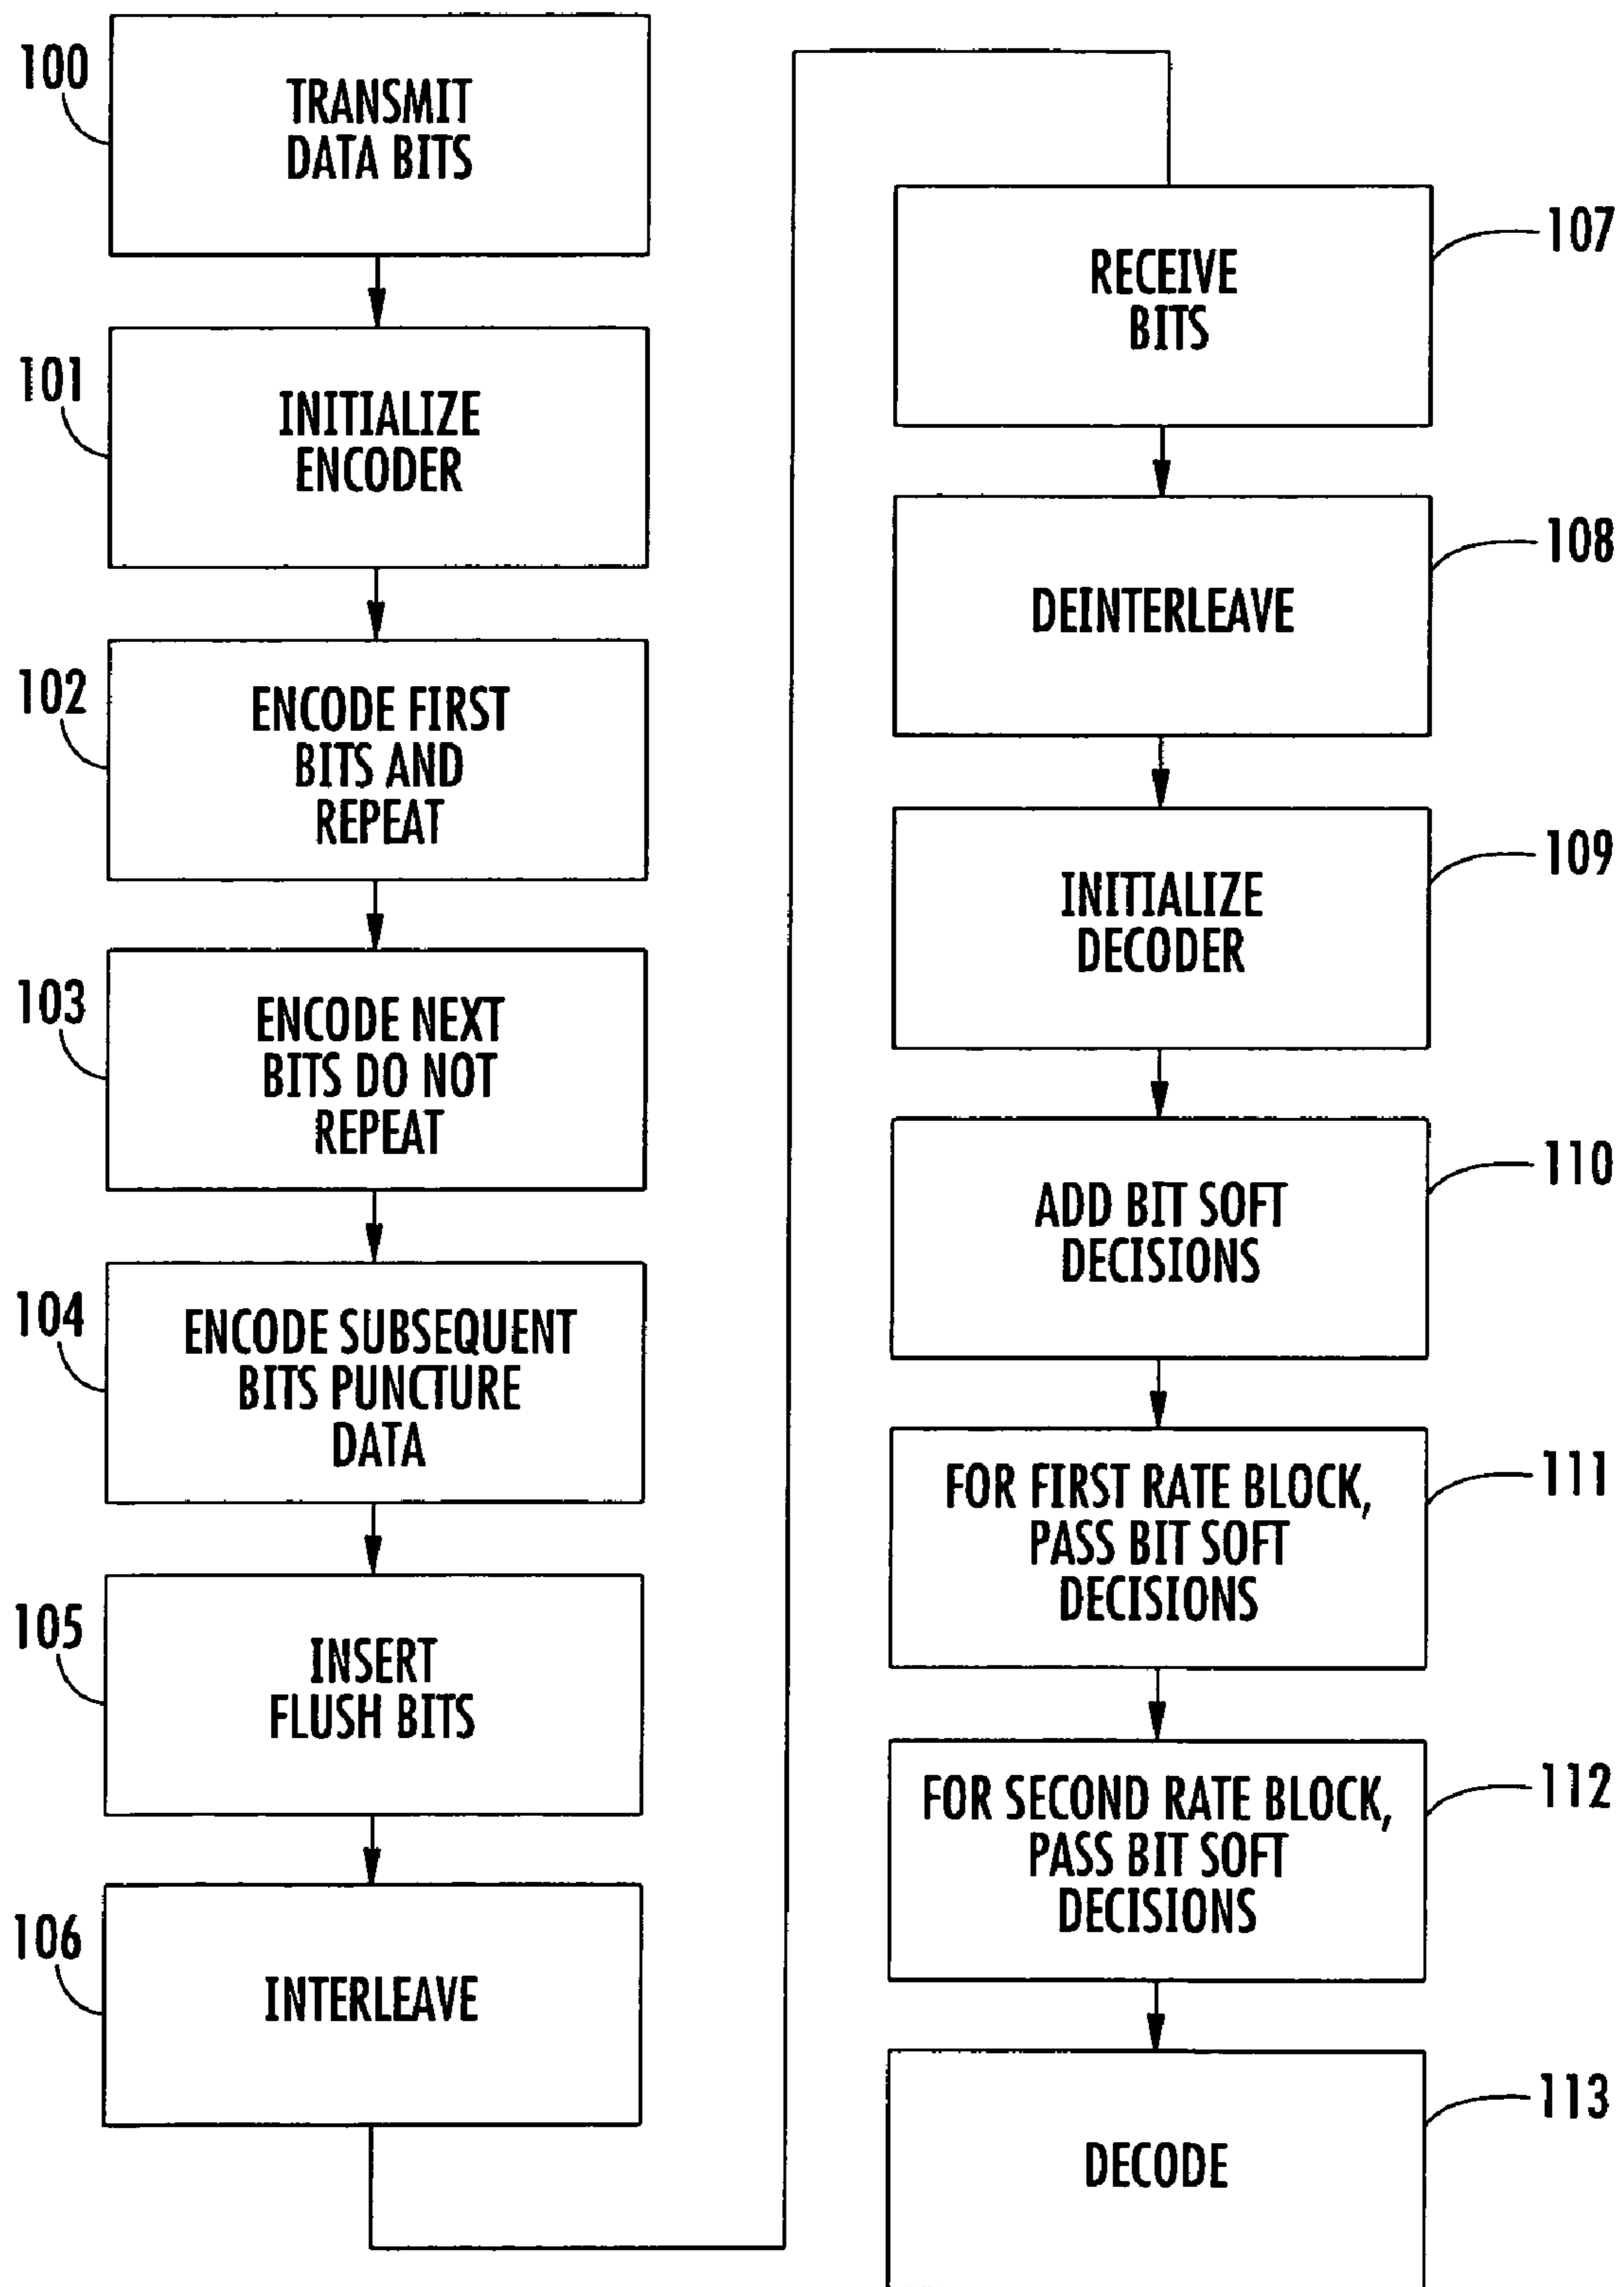 100
TRANSMIT
DATA BITS
101
INITIALIZE
ENCODER
102
ENCODE FIRST
BITS AND
REPEAT
103
ENCODE NEXT
BITS DO NOT
REPEAT
104
ENCODE SUBSEQUENT
BITS PUNCTURE
DATA
105
INSERT
FLUSH BITS
106
INTERLEAVE
107
RECEIVE
BITS
108
DEINTERLEAVE
109
INITIALIZE
DECODER
110
ADD BIT SOFT
DECISIONS
111
FOR FIRST RATE BLOCK,
PASS BIT SOFT
DECISIONS
112
FOR SECOND RATE BLOCK,
PASS BIT SOFT
DECISIONS
113
DECODE